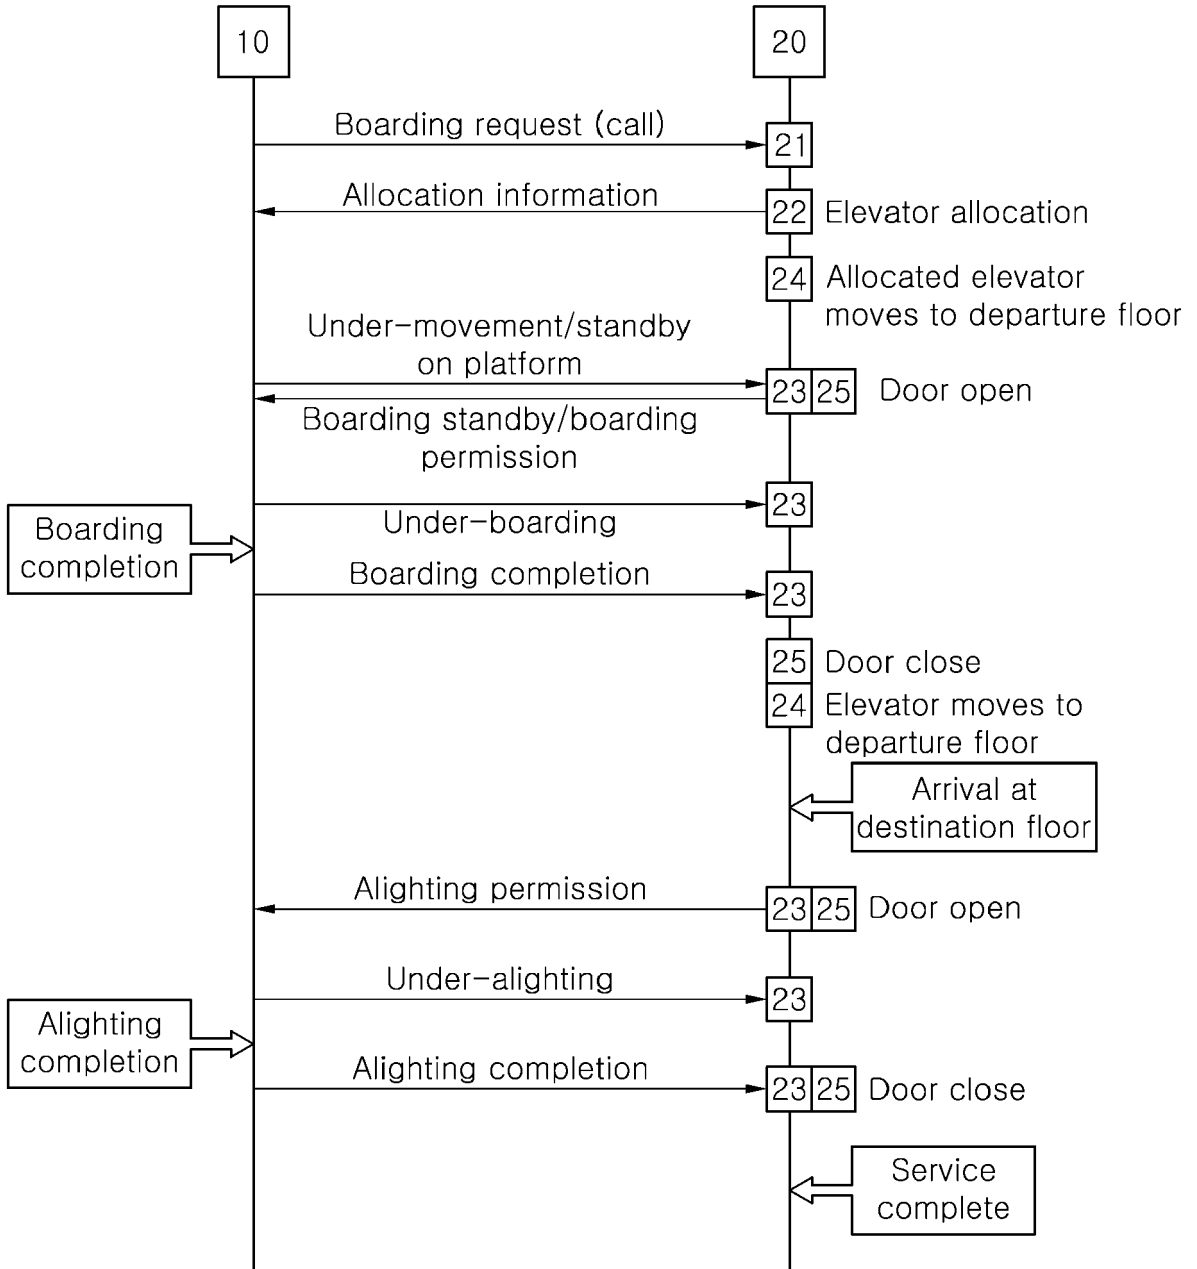 10
20
Boarding request (call)
21
Allocation information
22
Elevator allocation
24
Allocated elevator
moves to departure floor
Under-movement/standby
on platform
23
25
Door open
Boarding standby/boarding
permission
23
Under-boarding
Boarding
completion
Boarding completion
23
25
Door close
24
Elevator moves to
departure floor
Arrival at
destination floor
Alighting permission
23
25
Door open
Under-alighting
23
Alighting
completion
Alighting completion
23
25
Door close
Service
complete